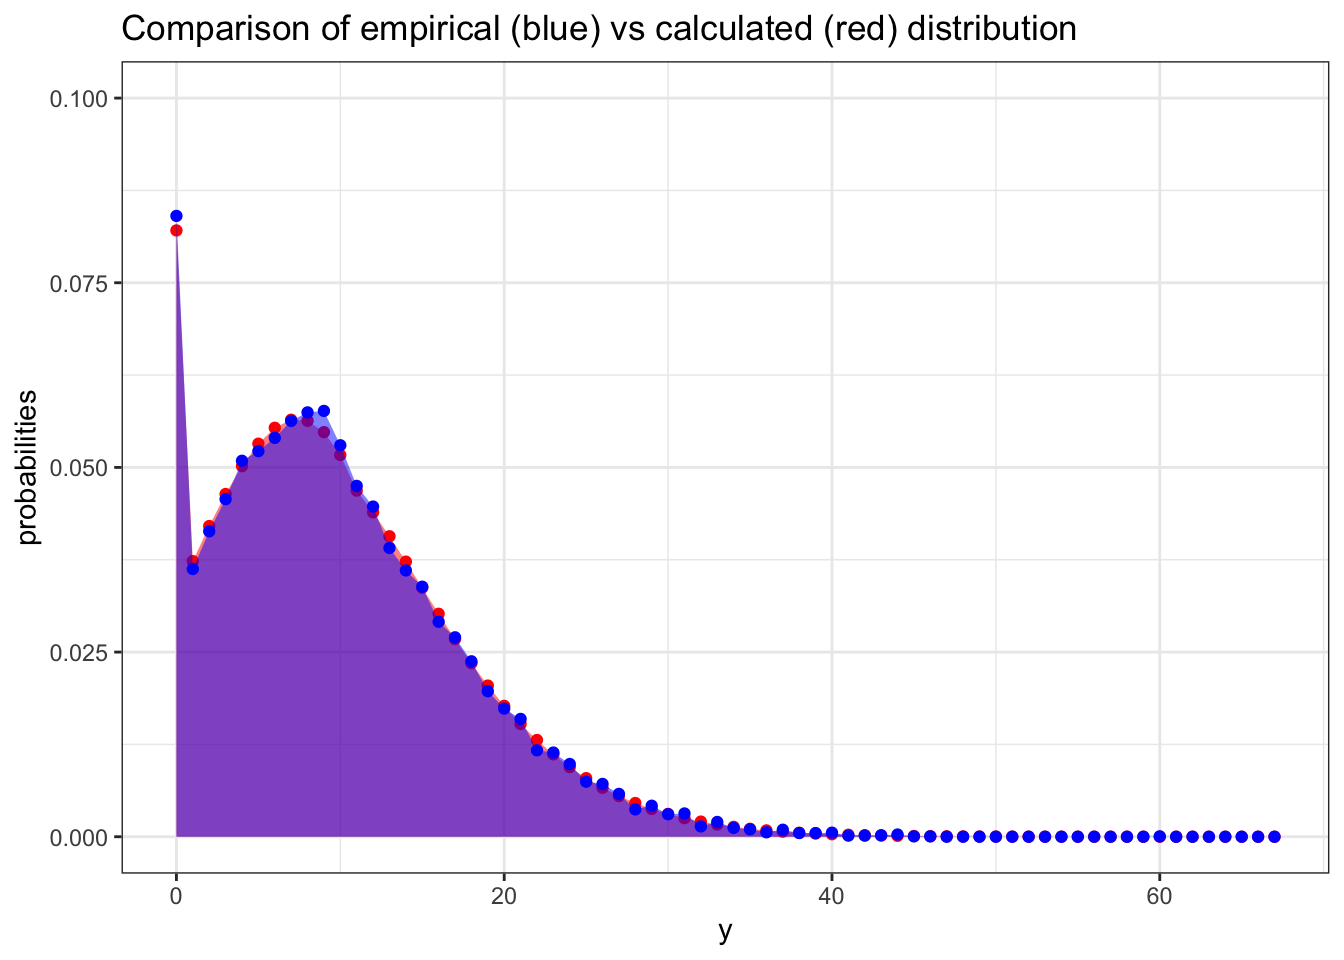 Comparison of empirical (blue) vs calculated (red) distribution
0.100
0.075
0.050
0.025
0.000
probabilities
0 20 40 60
y